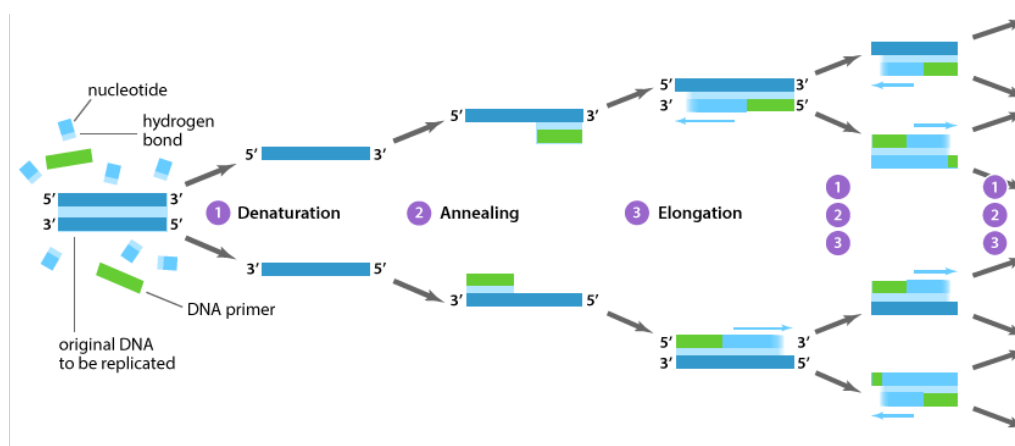 nucleotide
hydrogen
bond
5’ 3’
3’ 5’
DNA primer
original DNA
to be replicated
5’ 3’
1 Denaturation
3’ 5’
5’ 3’
2 Annealing
3’ 5’
5’ 3’
3’ 5’
3 Elongation
5’ 3’
3’ 5’
1
2
3
1
2
3